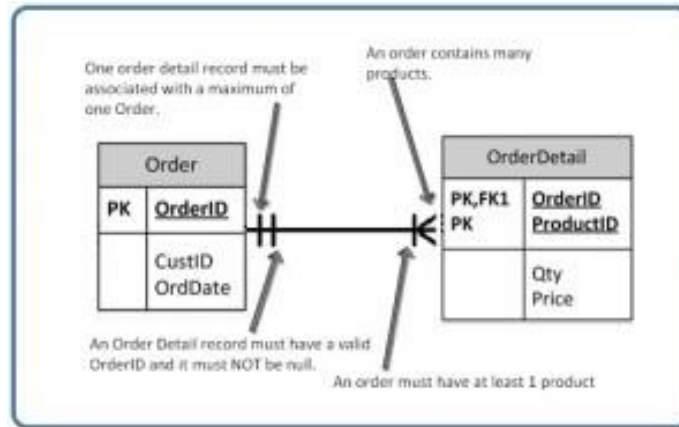 An order contains many
products.
One order detail record must be
associated with a maximum of
one Order.
Order
PK OrderID
CustID
OrdDate
OrderDetail
PK,FK1 OrderID
PK ProductID
Qty
Price
An Order Detail record must have a valid
OrderID and it must NOT be null.
An order must have at least 1 product